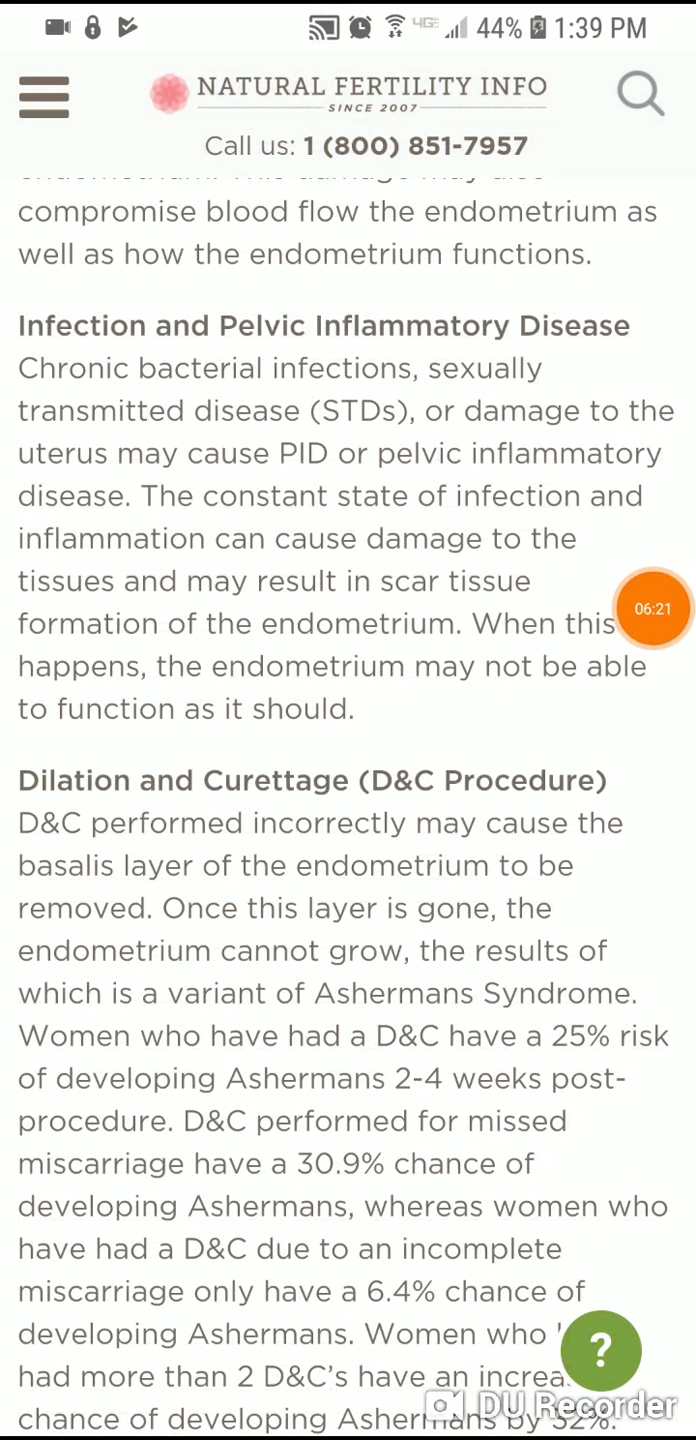 4GE 44% 1:39 PM
NATURAL FERTILITY INFO
SINCE 2007
Call us: 1 (800) 851-7957
compromise blood flow the endometrium as
well as how the endometrium functions.
Infection and Pelvic Inflammatory Disease
Chronic bacterial infections, sexually
transmitted disease (STDs), or damage to the
uterus may cause PID or pelvic inflammatory
disease. The constant state of infection and
inflammation can cause damage to the
tissues and may result in scar tissue
06:21
formation of the endometrium. When this
happens, the endometrium may not be able
to function as it should.
Dilation and Curettage (D&C Procedure)
D&C performed incorrectly may cause the
basalis layer of the endometrium to be
removed. Once this layer is gone, the
endometrium cannot grow, the results of
which is a variant of Ashermans Syndrome.
Women who have had a D&C have a 25% risk
of developing Ashermans 2-4 weeks post-
procedure. D&C performed for missed
miscarriage have a 30.9% chance of
developing Ashermans, whereas women who
have had a D&C due to an incomplete
miscarriage only have a 6.4% chance of
developing Ashermans. Women who
?
had more than 2 D&C's have an increa
DU Recorder
chance of developing Ashermans by 32%.